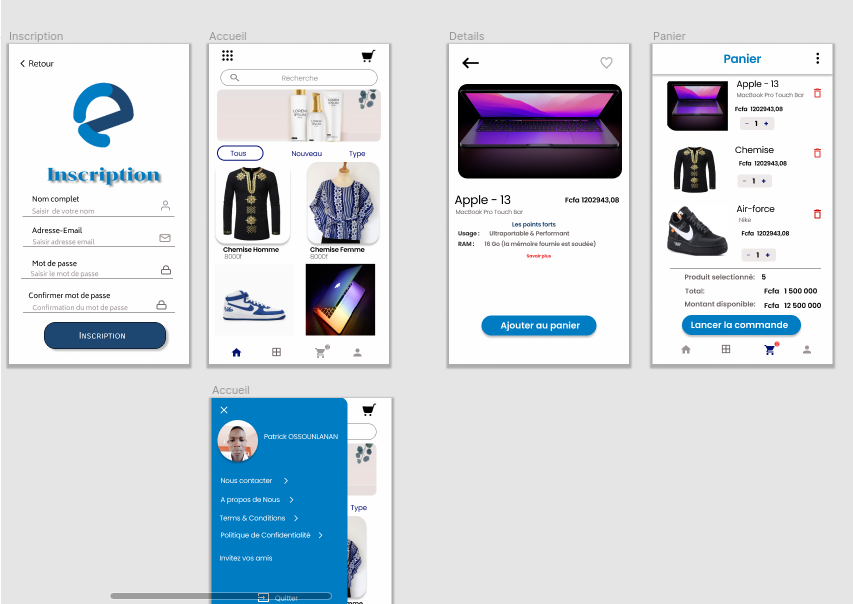 Inscription
Retour
Inscription
Nom complet
Saisir de votre nom
Adresse-Email
Saisir adresse email
Mot de passe
Saisir le mot de passe
Confirmer mot de passe
Confirmation du mot de passe
INSCRIPTION
Accueil
Recherche
LOREM
IPSUM
Tous
Nouveau
Type
Chemise Homme
8000f
Chemise Femme
6000f
Details
Apple - 13
Fcfa 1202943,08
MacBook Pro Touch Bar
Les points forts
Usage : Ultraportable & Performant
RAM : 16 Go (la mémoire fournie est soudée)
Savoir plus
Ajouter au panier
Panier
Panier
Apple - 13
MacBook Pro Touch Bar
Fcfa 1202943,08
- 1 +
Chemise
Fcfa 1202943,08
- 1 +
Air-force
Nike
Fcfa 1202943,08
- 1 +
Produit selectionné: 5
Total: Fcfa 1 500 000
Montant disponible: Fcfa 12 500 000
Lancer la commande
Accueil
Patrick OSSOUNLANAN
Nous contacter
A propos de Nous
Terms & Conditions
Politique de Confidentialité
Invitez vos amis
Quitter
Type
mme